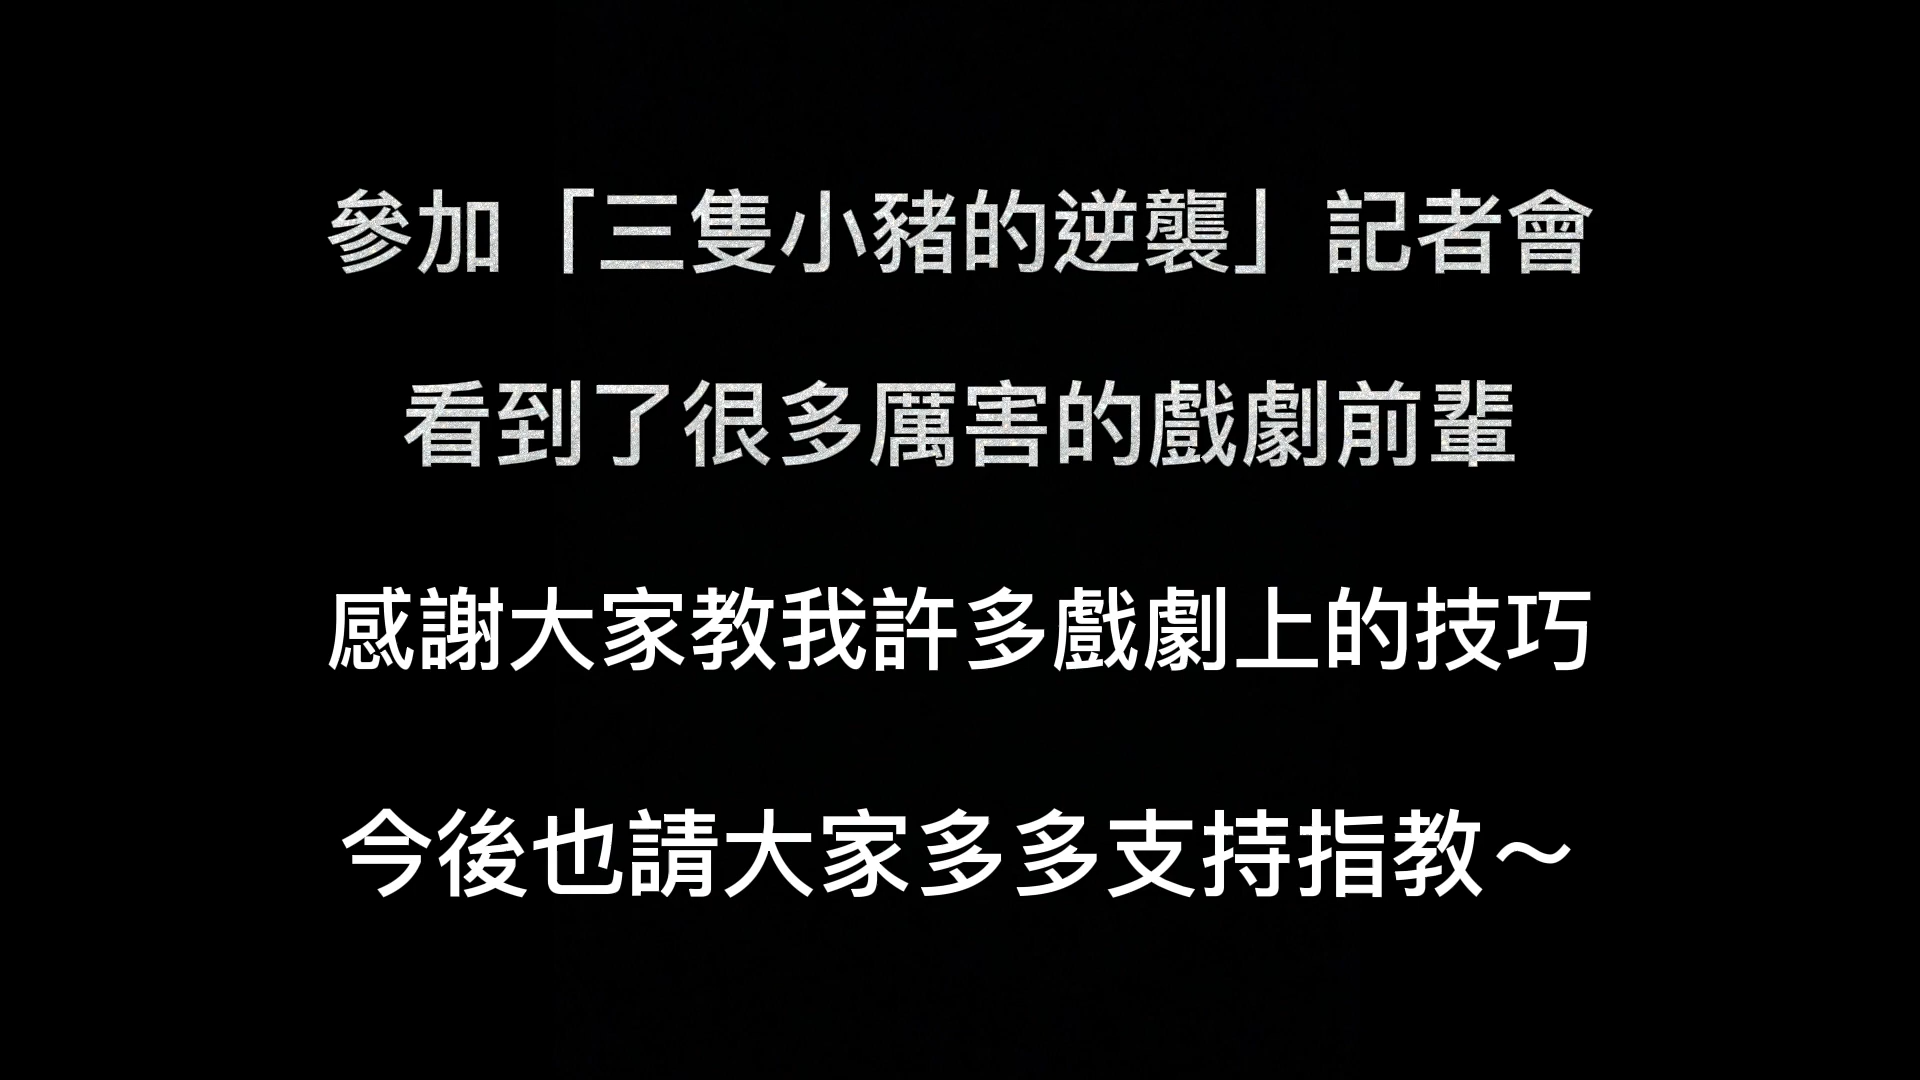 參加「三隻小豬的逆襲」記者會
看到了很多厲害的戲劇前輩
感謝大家教我許多戲劇上的技巧
今後也請大家多多支持指教～